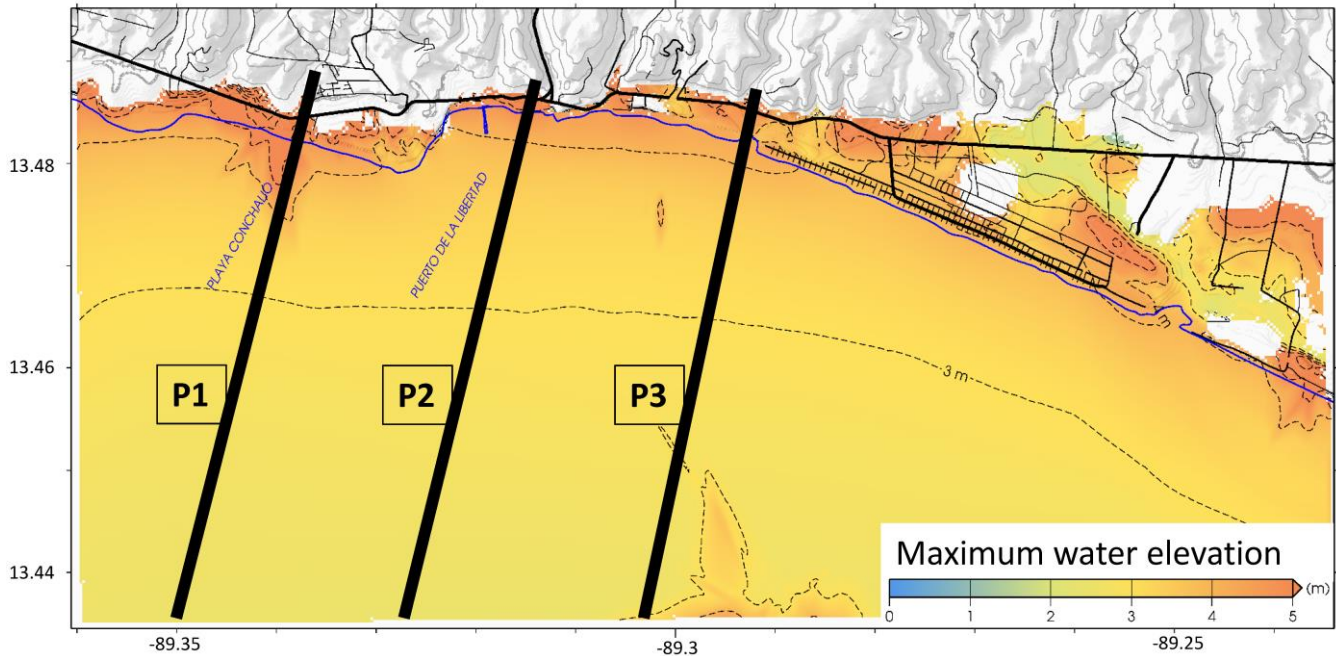 13.48
13.46
13.44
PLAYA CONCHALIO
PUERTO DE LA LIBERTAD
P1
P2
P3
3 m
m
Maximum water elevation
0 1 2 3 4 5 (m)
-89.35 -89.3 -89.25